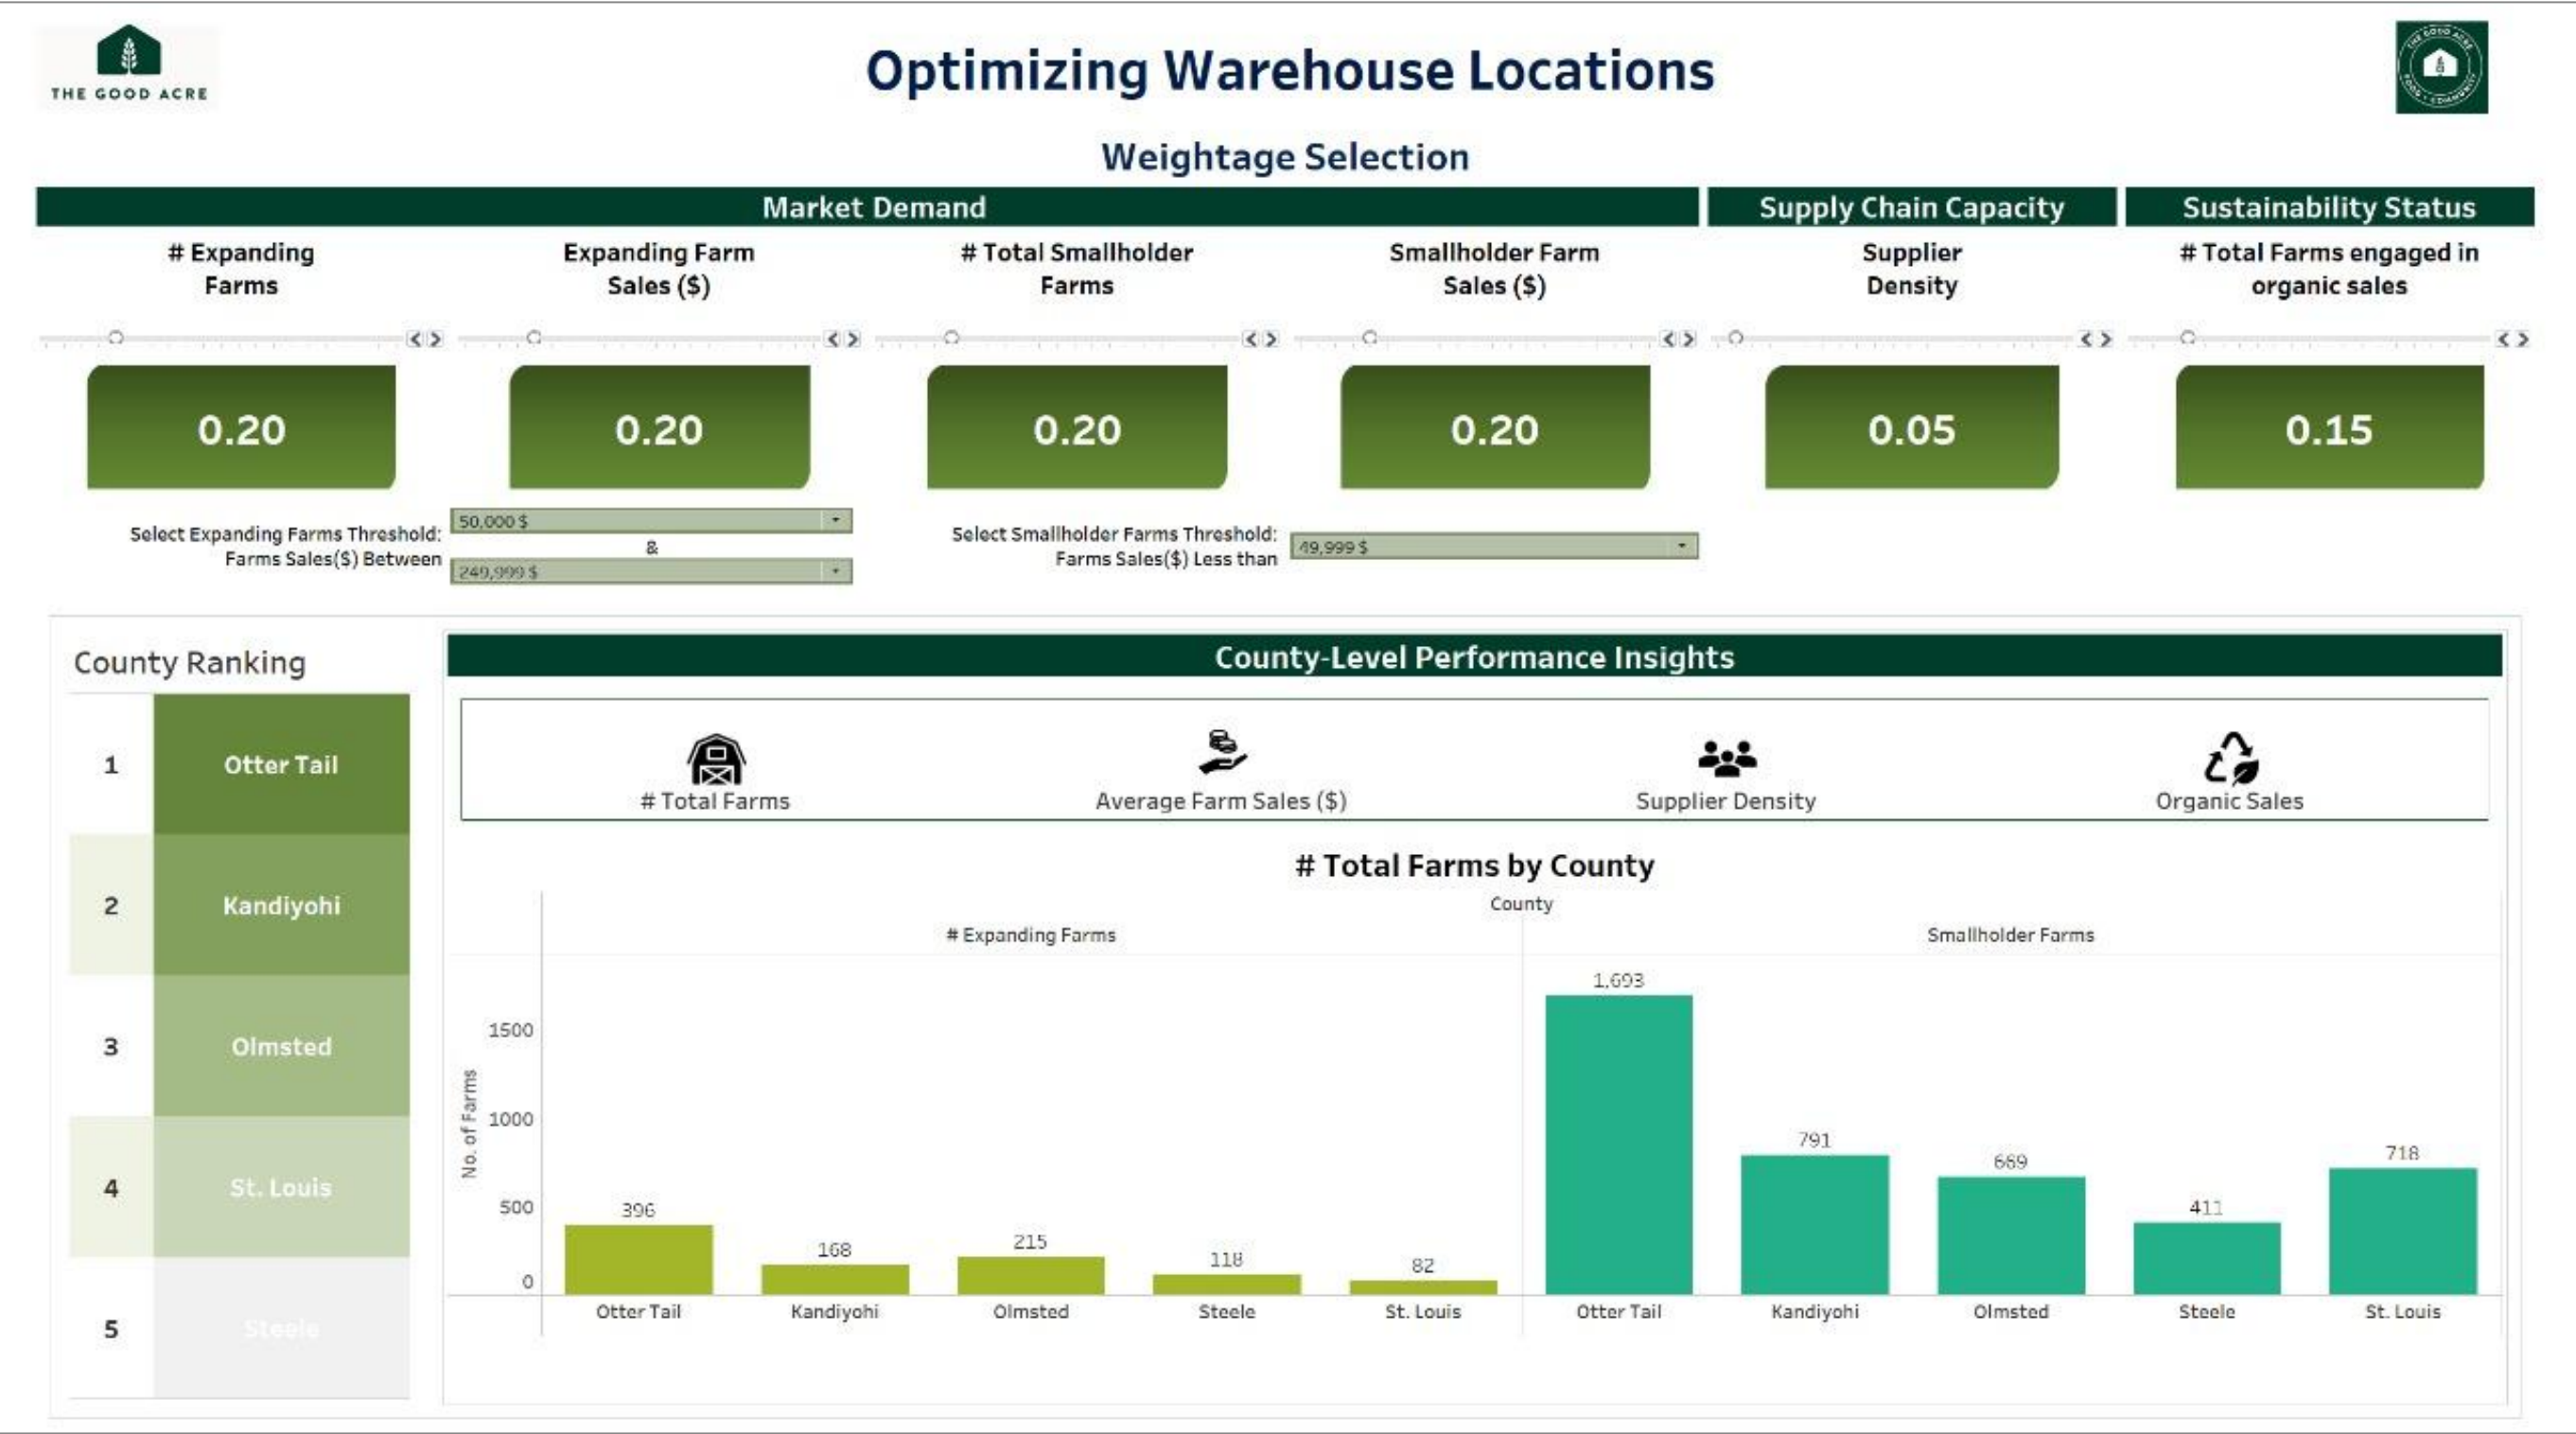 THE GOOD ACRE
Optimizing Warehouse Locations
Weightage Selection
Market Demand
Supply Chain Capacity
Sustainability Status
# Expanding
Farms
Expanding Farm
Sales ($)
# Total Smallholder
Farms
Smallholder Farm
Sales ($)
Supplier
Density
# Total Farms engaged in
organic sales
0.20
0.20
0.20
0.20
0.05
0.15
Select Expanding Farms Threshold:
Farms Sales($) Between
50,000 $
&
249,999 $
Select Smallholder Farms Threshold:
Farms Sales($) Less than
49,999 $
County Ranking
1 Otter Tail
2 Kandiyohi
3 Olmsted
4 St. Louis
5 Steele
County-Level Performance Insights
# Total Farms
Average Farm Sales ($)
Supplier Density
Organic Sales
# Total Farms by County
County
# Expanding Farms
Smallholder Farms
No. of Farms
1500
1000
500
0
396
168
215
118
82
1,693
791
669
411
718
Otter Tail
Kandiyohi
Olmsted
Steele
St. Louis
Otter Tail
Kandiyohi
Olmsted
Steele
St. Louis